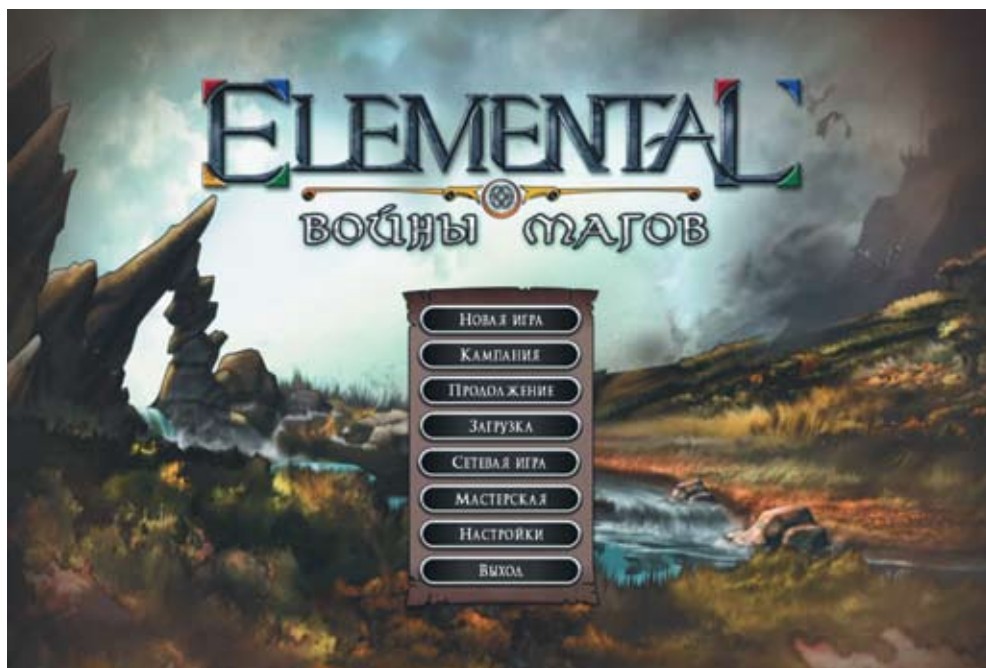 ELEMENTAL
ВОЙНЫ МАГОВ
НОВАЯ ИГРА
КАМПАНИЯ
ПРОДОЛЖЕНИЕ
ЗАГРУЗКА
СЕТЕВАЯ ИГРА
МАСТЕРСКАЯ
НАСТРОЙКИ
ВЫХОД